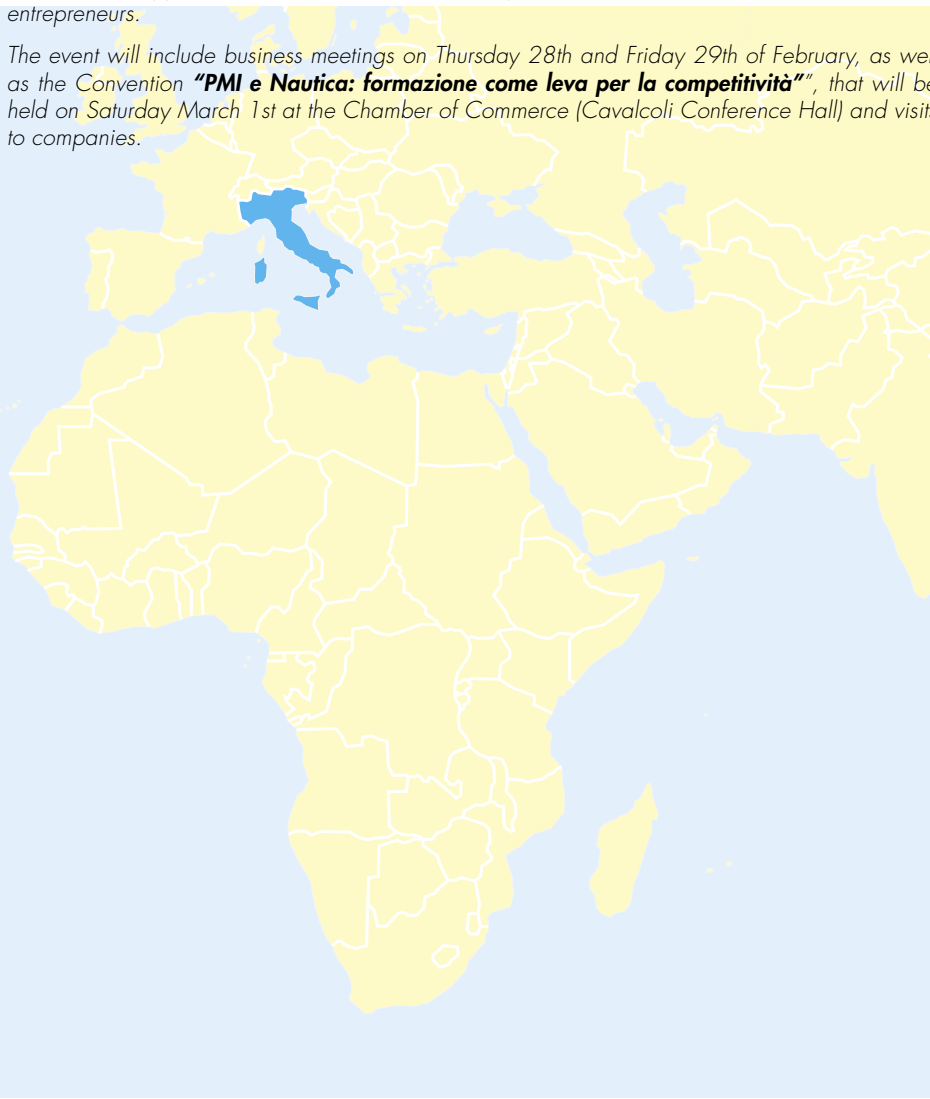 entrepreneurs.
The event will include business meetings on Thursday 28th and Friday 29th of February, as well
as the Convention “PMI e Nautica: formazione come leva per la competitività””, that will be
held on Saturday March 1st at the Chamber of Commerce (Cavalcoli Conference Hall) and visits
to companies.